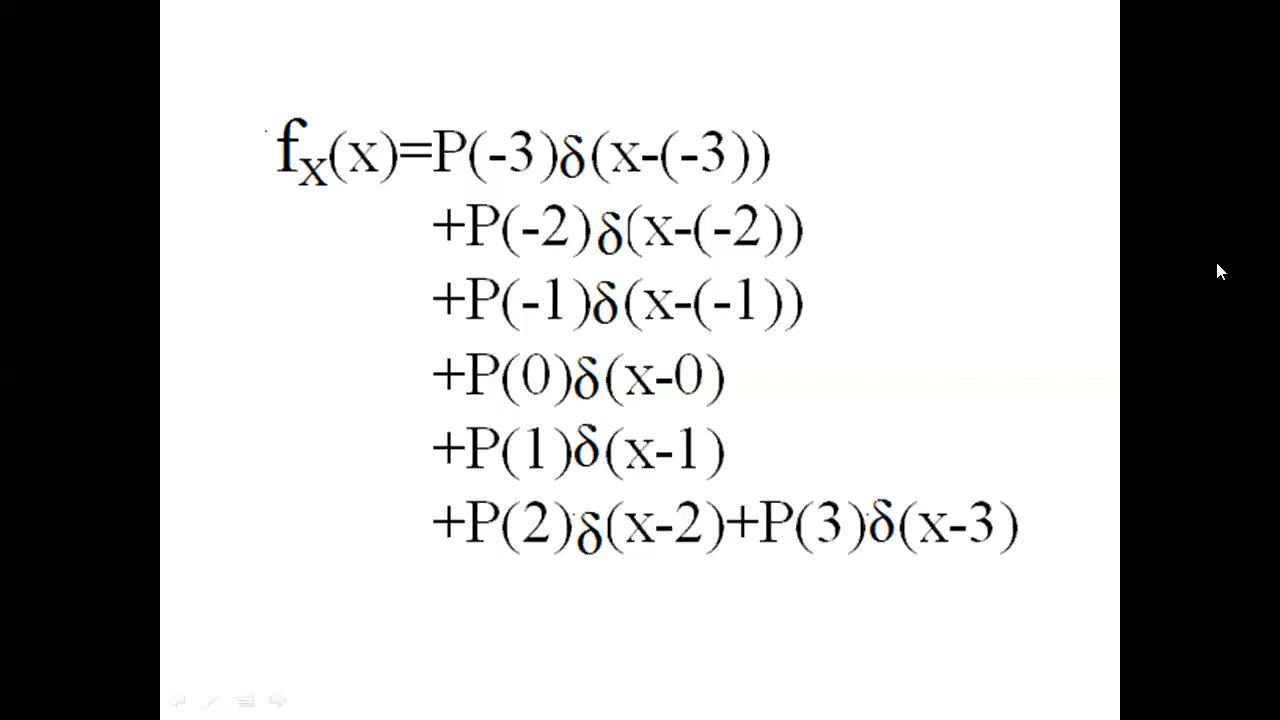 fX(x)=P(-3)δ(x-(-3))
+P(-2)δ(x-(-2))
+P(-1)δ(x-(-1))
+P(0)δ(x-0)
+P(1)δ(x-1)
+P(2)δ(x-2)+P(3)δ(x-3)